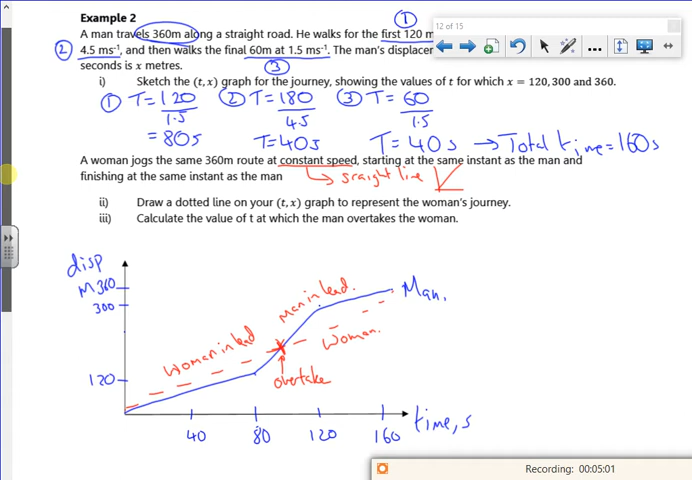 Example 2
①
A man travels 360m along a straight road. He walks for the first 120 m
② 4.5 ms⁻¹, and then walks the final 60m at 1.5 ms⁻¹. The man's displacer
seconds is x metres.
③
i) Sketch the (t, x) graph for the journey, showing the values of t for which x = 120, 300 and 360.
① T = 120/1.5 ② T = 180/4.5 ③ T = 60/1.5
= 80s T = 40s T = 40s → Total time = 160s
A woman jogs the same 360m route at constant speed, starting at the same instant as the man and
finishing at the same instant as the man
sraight line
ii) Draw a dotted line on your (t, x) graph to represent the woman's journey.
iii) Calculate the value of t at which the man overtakes the woman.
disp
M 360
300
120
Woman in lead
Man in lead.
Man.
Woman.
overtake
40 80 120 160 time, s
12 of 15
Recording: 00:05:01